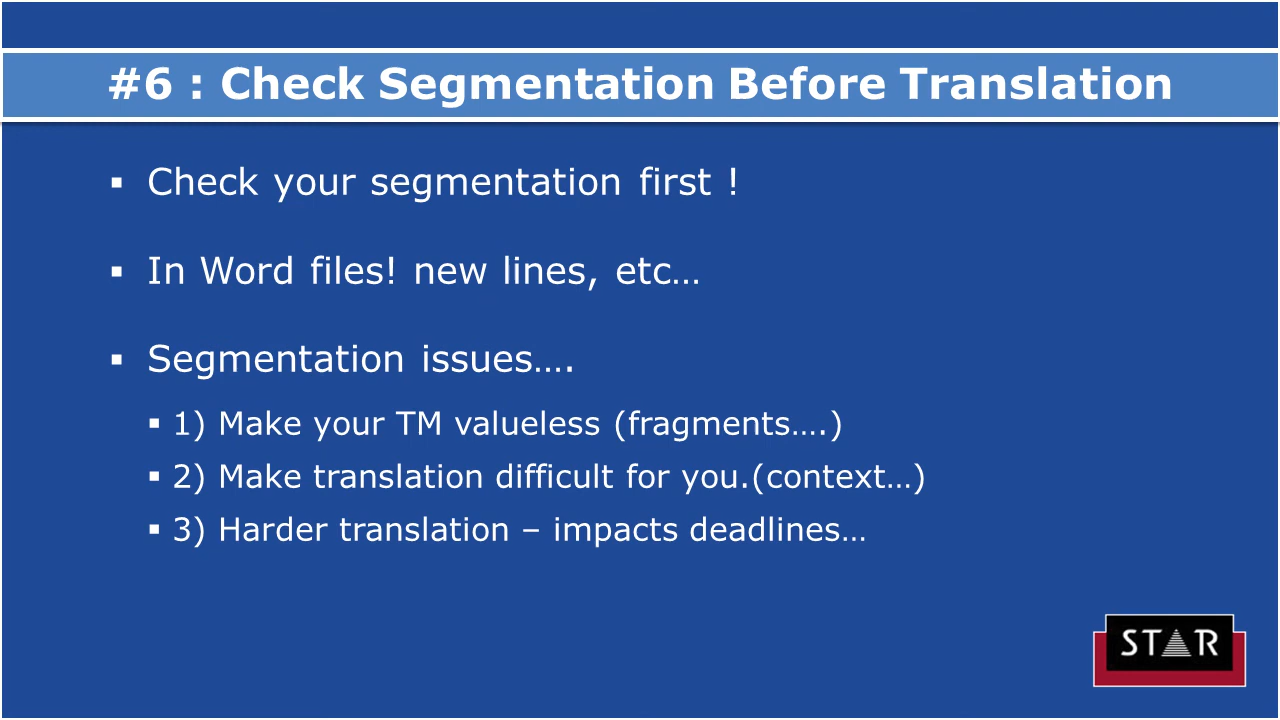 #6 : Check Segmentation Before Translation
▪ Check your segmentation first !
▪ In Word files! new lines, etc…
▪ Segmentation issues….
▪ 1) Make your TM valueless (fragments….)
▪ 2) Make translation difficult for you.(context…)
▪ 3) Harder translation – impacts deadlines…
STAR